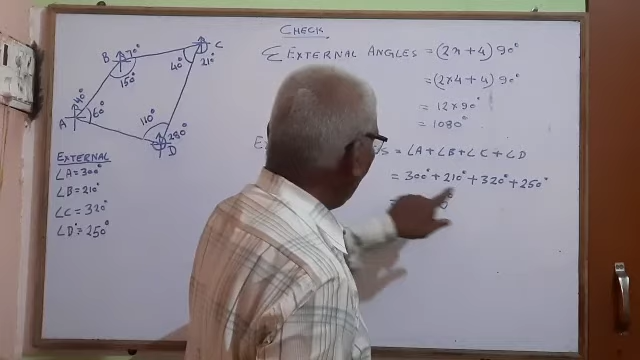 CHECK
Σ EXTERNAL ANGLES = (2n+4) 90°
= (2×4+4) 90°
= 12×90°
= 1080°
= ∠A + ∠B + ∠C + ∠D
= 300° + 210° + 320° + 250°
B 70°
150°
C
40° 210°
40°
A 60°
110° 280°
D
EXTERNAL
∠A = 300°
∠B = 210°
∠C = 320°
∠D = 250°